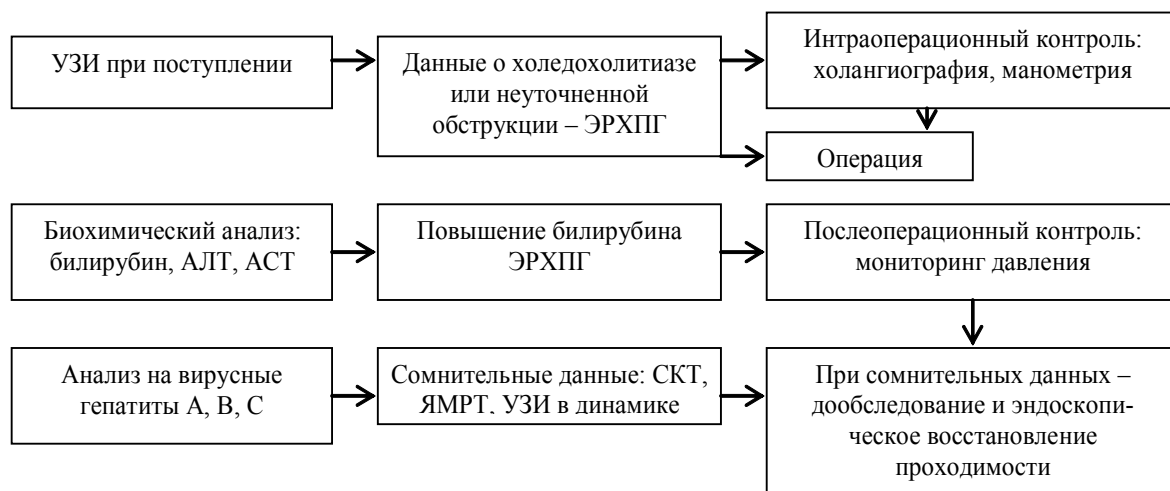 УЗИ при поступлении
Данные о холедохолитиазе
или неуточненной
обструкции – ЭРХПГ
Интраоперационный контроль:
холангиография, манометрия
Операция
Биохимический анализ:
билирубин, АЛТ, АСТ
Повышение билирубина
ЭРХПГ
Послеоперационный контроль:
мониторинг давления
Анализ на вирусные
гепатиты А, В, С
Сомнительные данные: СКТ,
ЯМРТ, УЗИ в динамике
При сомнительных данных –
дообследование и эндоскопи-
ческое восстановление
проходимости